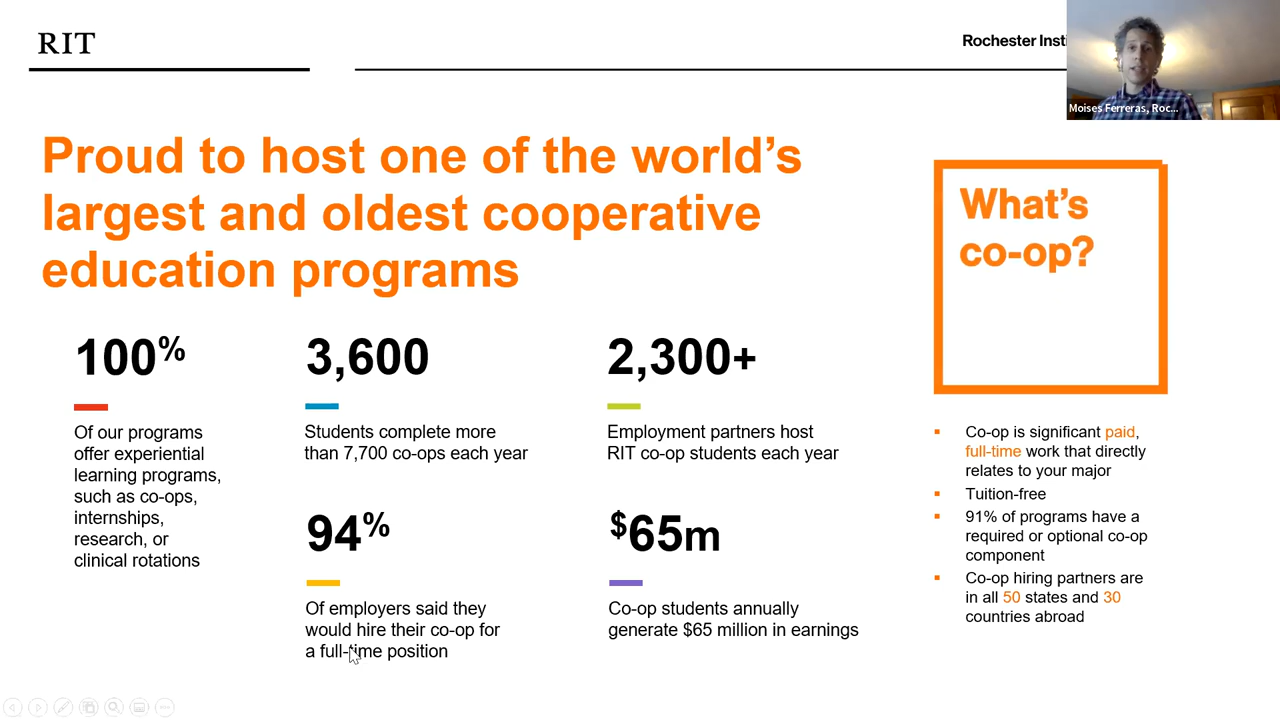 RIT
Rochester Insti
Moises Ferreras, Roc...
Proud to host one of the world's
largest and oldest cooperative
education programs
What's
co-op?
100%
Of our programs
offer experiential
learning programs,
such as co-ops,
internships,
research, or
clinical rotations
3,600
Students complete more
than 7,700 co-ops each year
2,300+
Employment partners host
RIT co-op students each year
94%
Of employers said they
would hire their co-op for
a full-time position
$65m
Co-op students annually
generate $65 million in earnings
▪ Co-op is significant paid,
full-time work that directly
relates to your major
▪ Tuition-free
▪ 91% of programs have a
required or optional co-op
component
▪ Co-op hiring partners are
in all 50 states and 30
countries abroad